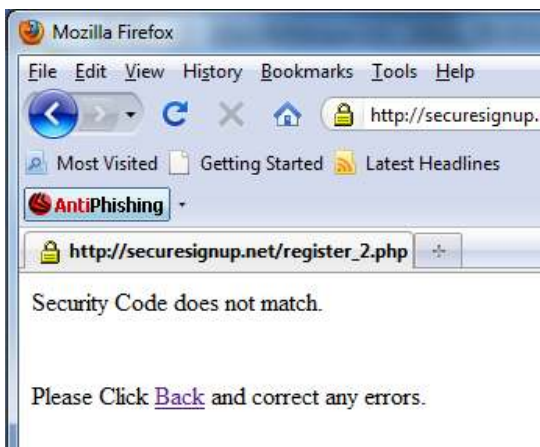 Mozilla Firefox
File Edit View History Bookmarks Tools Help
http://securesignup.
Most Visited Getting Started Latest Headlines
AntiPhishing
http://securesignup.net/register_2.php
Security Code does not match.
Please Click Back and correct any errors.